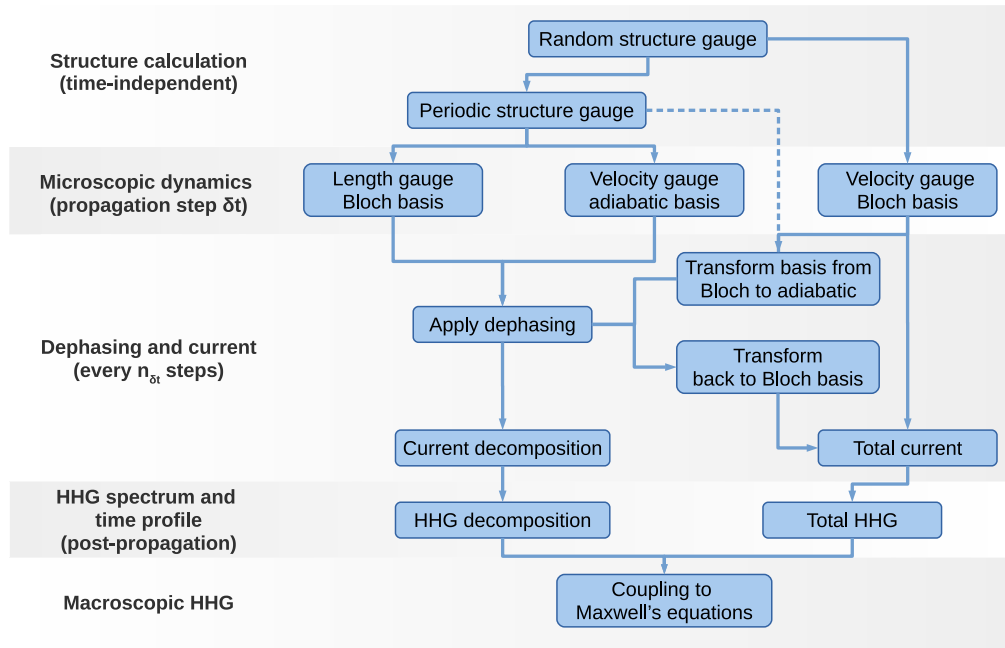 Structure calculation
(time-independent)
Random structure gauge
Periodic structure gauge
Microscopic dynamics
(propagation step δt)
Length gauge
Bloch basis
Velocity gauge
adiabatic basis
Velocity gauge
Bloch basis
Dephasing and current
(every n_δt steps)
Transform basis from
Bloch to adiabatic
Apply dephasing
Transform
back to Bloch basis
Current decomposition
Total current
HHG spectrum and
time profile
(post-propagation)
HHG decomposition
Total HHG
Macroscopic HHG
Coupling to
Maxwell's equations